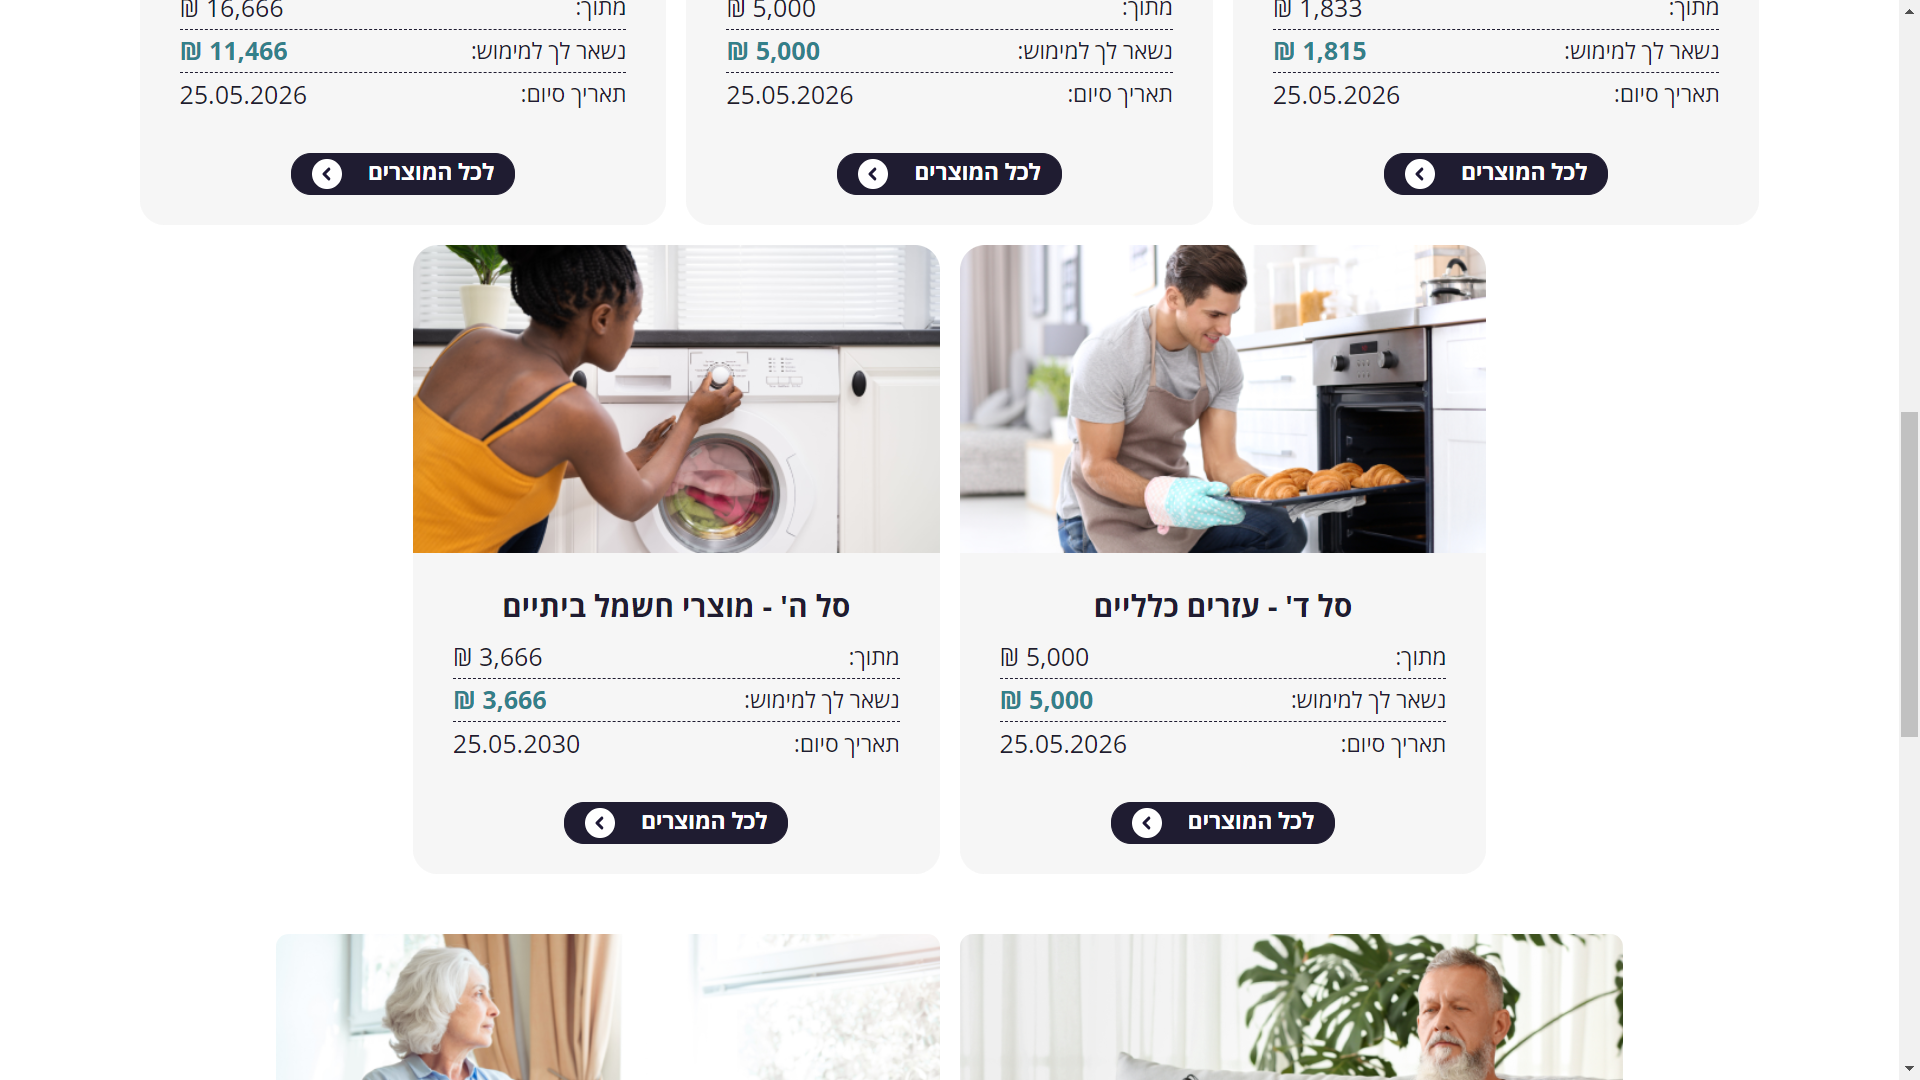 מתוך: 1,833 ₪
נשאר לך למימוש: 1,815 ₪
תאריך סיום: 25.05.2026
לכל המוצרים
מתוך: 5,000 ₪
נשאר לך למימוש: 5,000 ₪
תאריך סיום: 25.05.2026
לכל המוצרים
מתוך: 16,666 ₪
נשאר לך למימוש: 11,466 ₪
תאריך סיום: 25.05.2026
לכל המוצרים
סל ד' - עזרים כלליים
מתוך: 5,000 ₪
נשאר לך למימוש: 5,000 ₪
תאריך סיום: 25.05.2026
לכל המוצרים
סל ה' - מוצרי חשמל ביתיים
מתוך: 3,666 ₪
נשאר לך למימוש: 3,666 ₪
תאריך סיום: 25.05.2030
לכל המוצרים